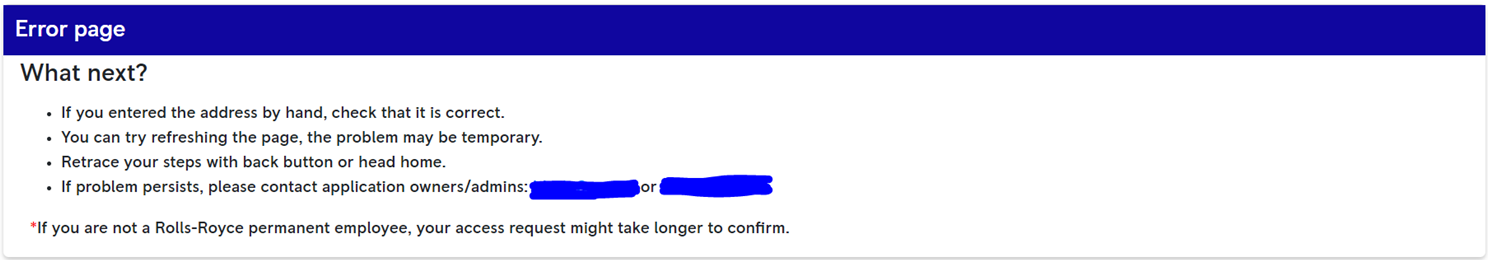 Error page
What next?
If you entered the address by hand, check that it is correct.
You can try refreshing the page, the problem may be temporary.
Retrace your steps with back button or head home.
If problem persists, please contact application owners/admins: or
*If you are not a Rolls-Royce permanent employee, your access request might take longer to confirm.